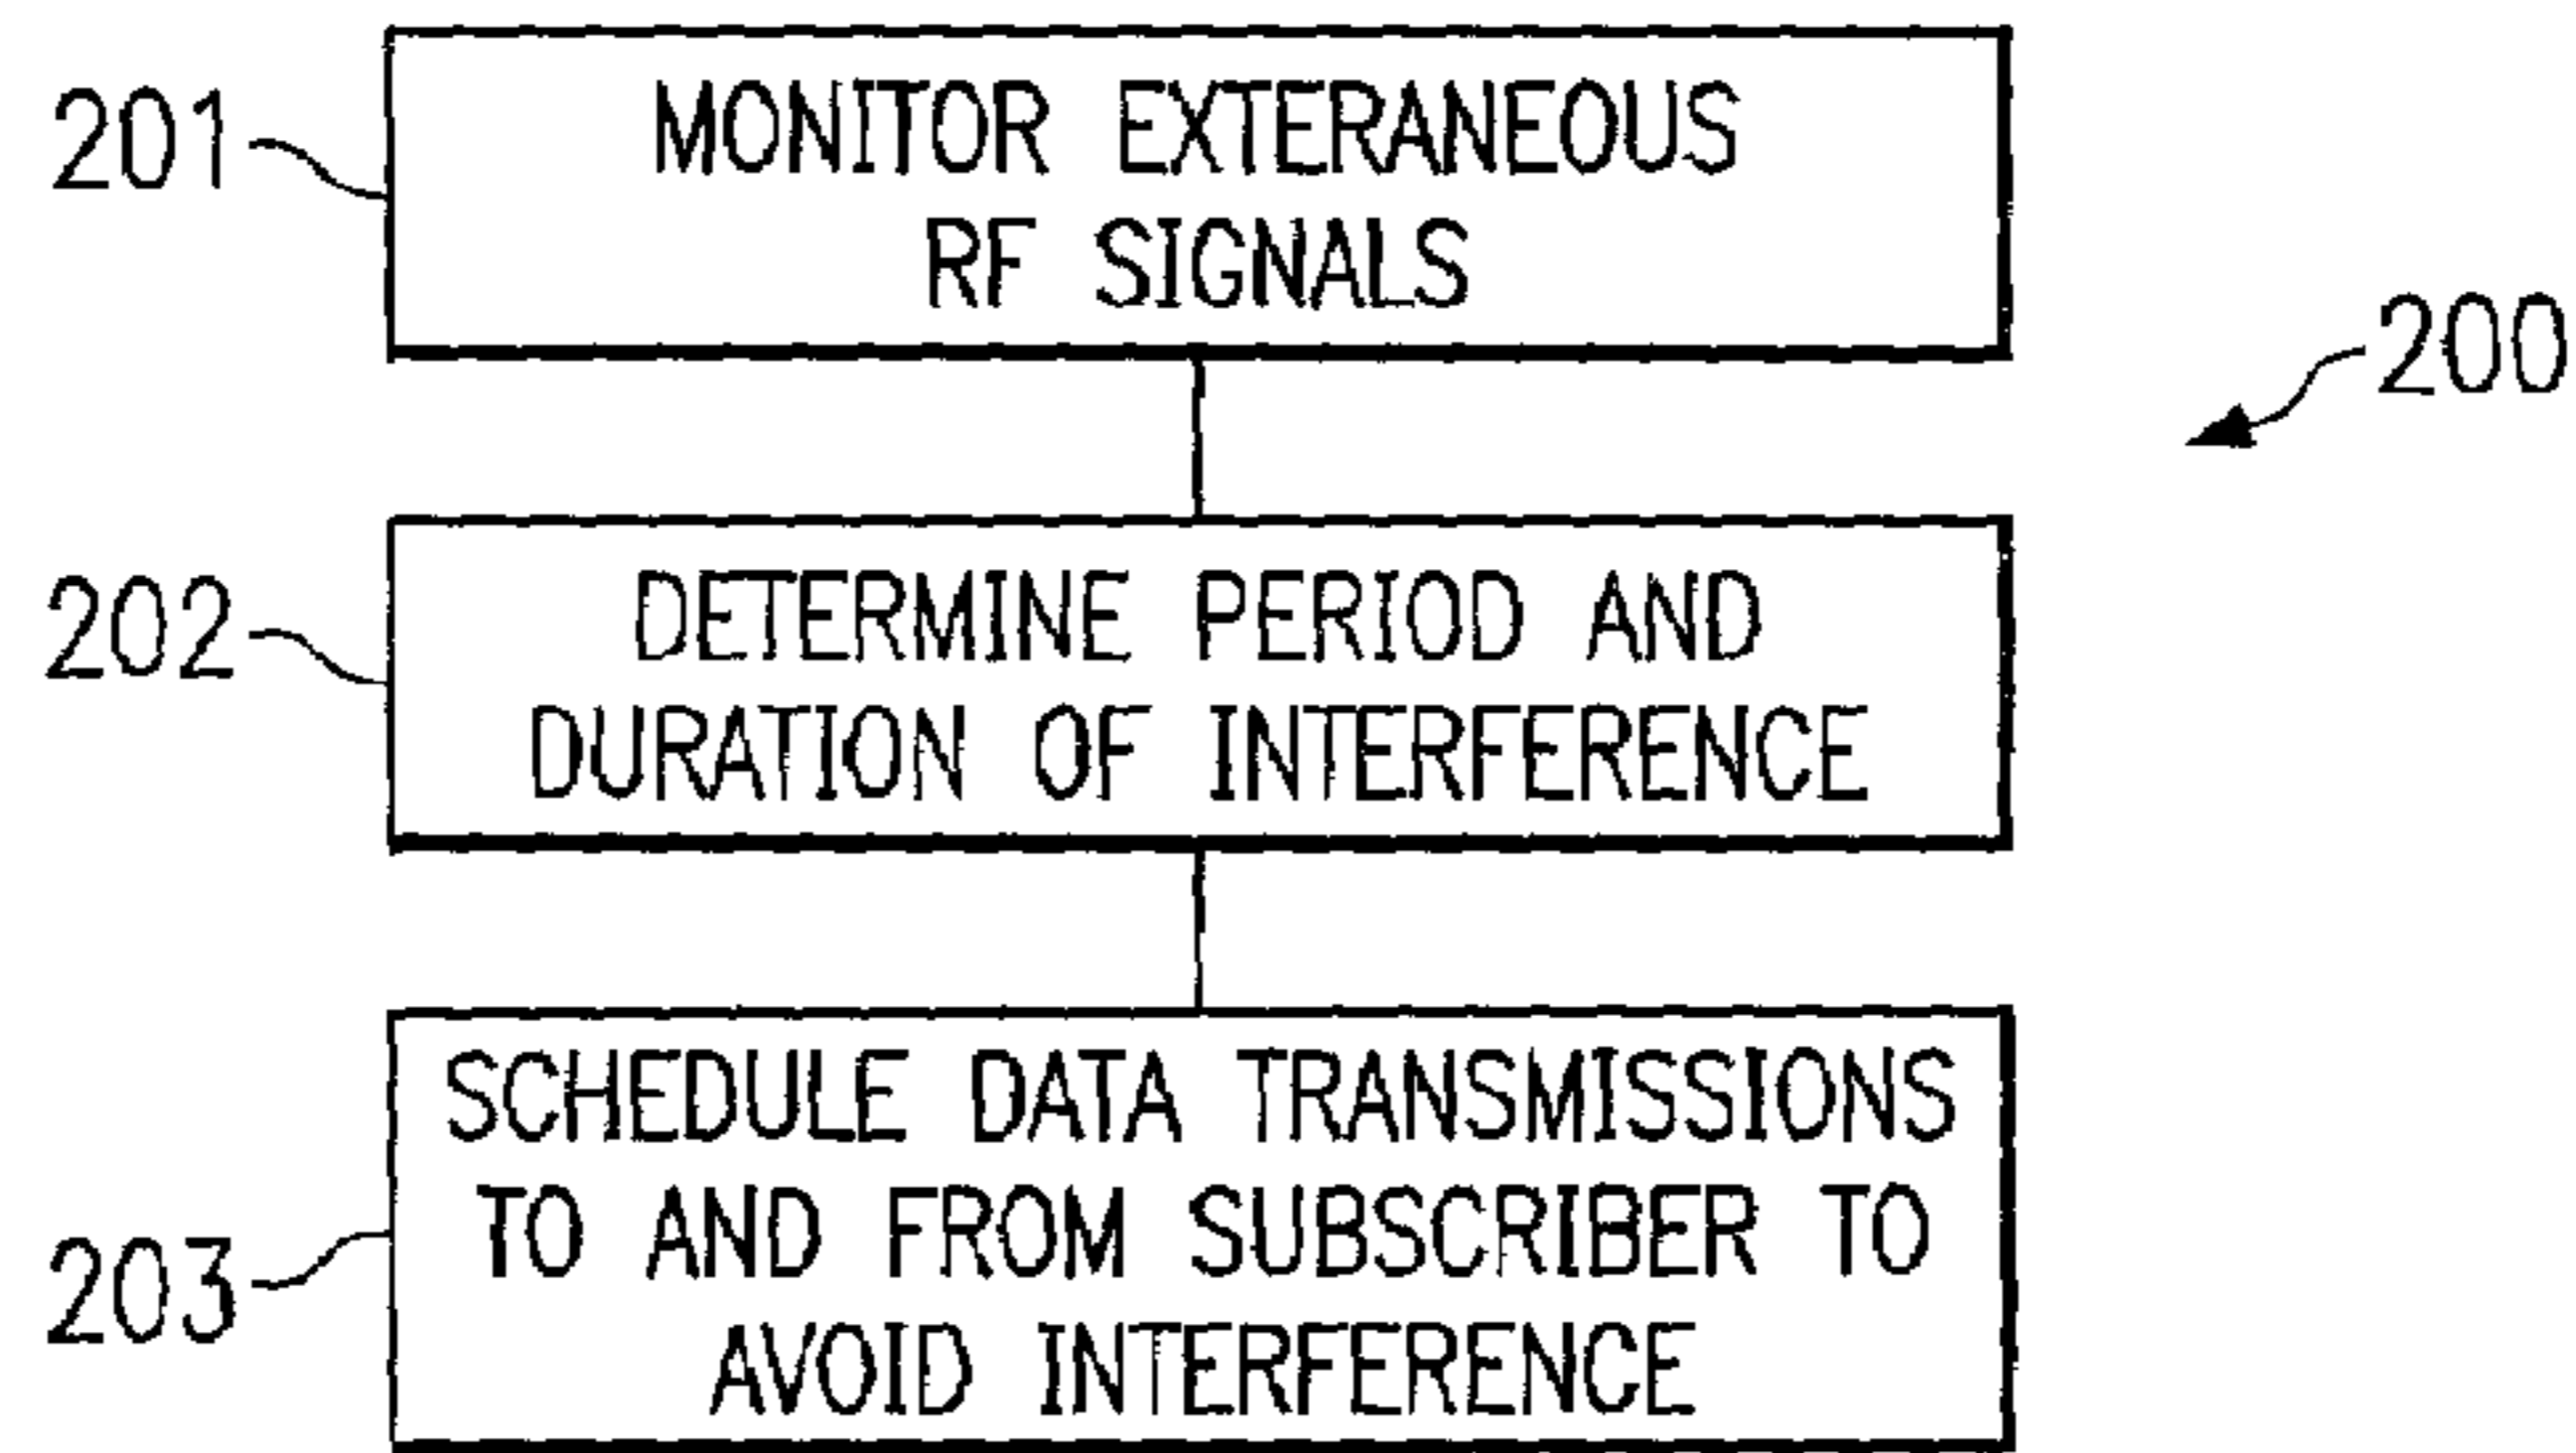 201
MONITOR EXTERANEOUS
RF SIGNALS
200
202
DETERMINE PERIOD AND
DURATION OF INTERFERENCE
203
SCHEDULE DATA TRANSMISSIONS
TO AND FROM SUBSCRIBER TO
AVOID INTERFERENCE